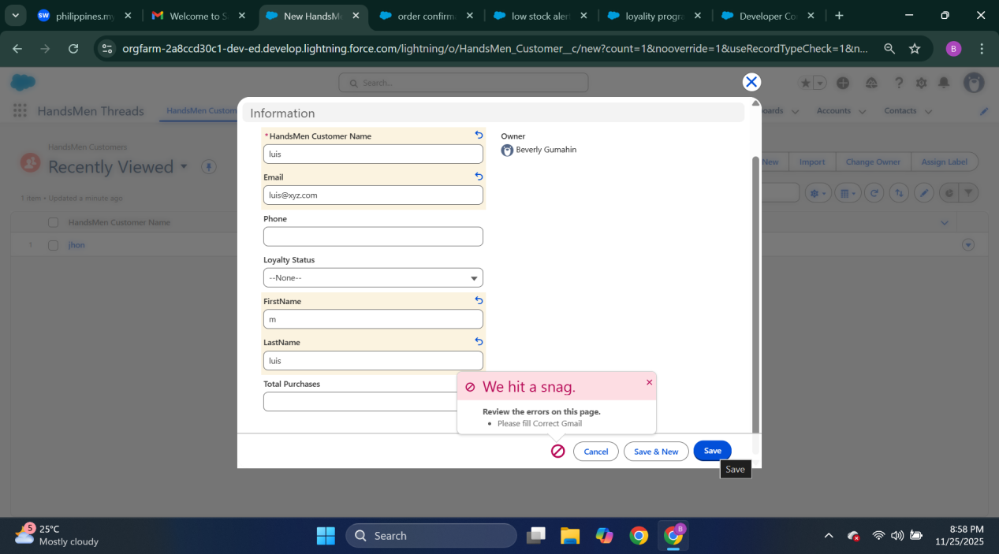 philippines.my
Welcome to S
New HandsMe
order confirm
low stock aler
loyality progra
Developer Co
orgfarm-2a8ccd30c1-dev-ed.develop.lightning.force.com/lightning/o/HandsMen_Customer__c/new?count=1&nooverride=1&useRecordTypeCheck=1&n...
B
Search...
HandsMen Threads
HandsMen Custom
oards
Accounts
Contacts
HandsMen Customers
Recently Viewed
1 item • Updated a minute ago
New
Import
Change Owner
Assign Label
HandsMen Customer Name
1
jhon
Information
*HandsMen Customer Name
luis
Owner
Beverly Gumahin
Email
luis@xyz.com
Phone
Loyalty Status
--None--
FirstName
m
LastName
luis
Total Purchases
We hit a snag.
Review the errors on this page.
• Please fill Correct Gmail
Cancel
Save & New
Save
Save
5
25°C
Mostly cloudy
Search
B
8:58 PM
11/25/2025